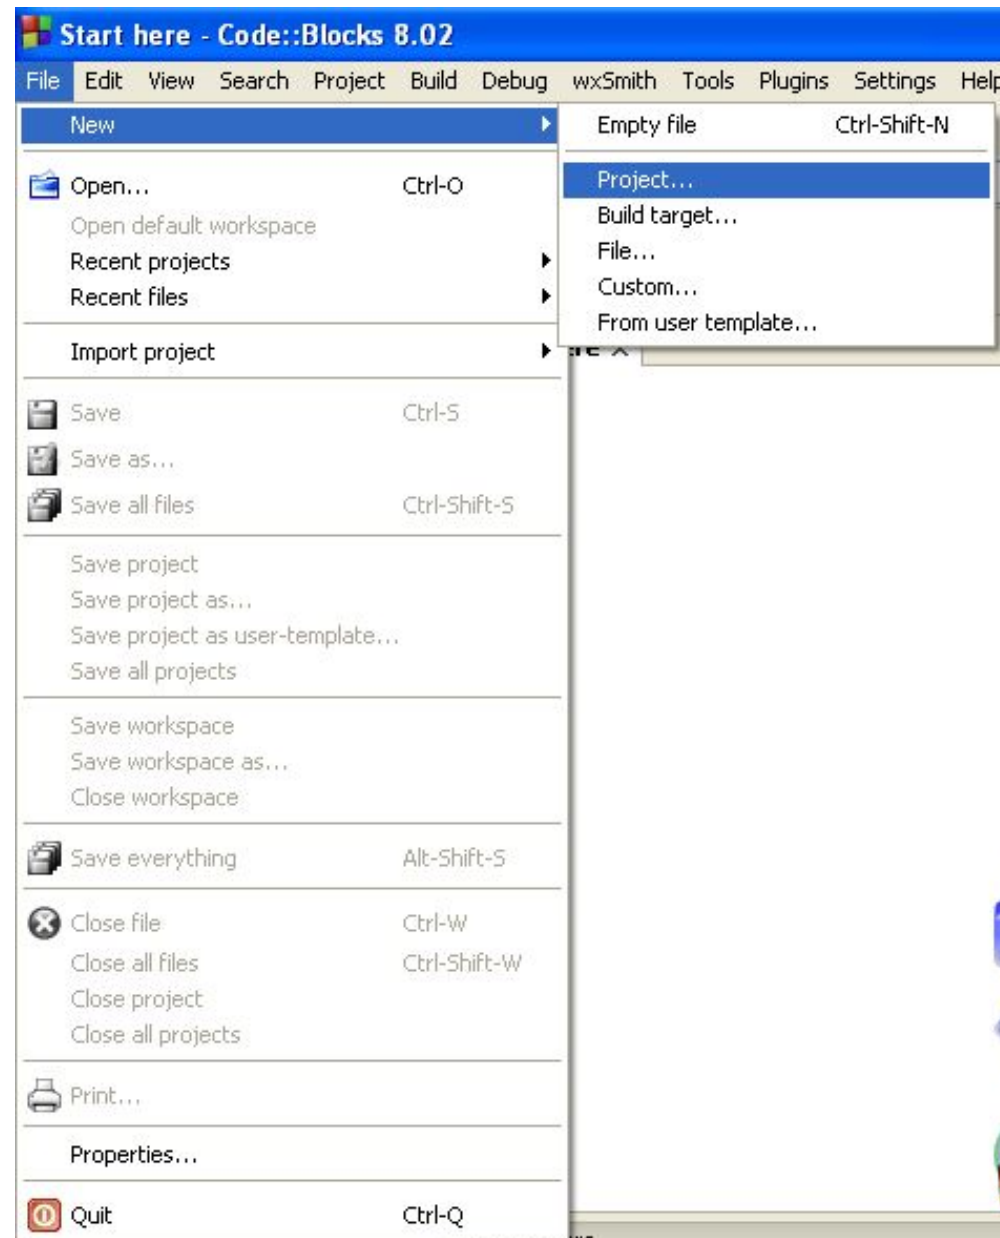 Start here - Code::Blocks 8.02
File Edit View Search Project Build Debug wxSmith Tools Plugins Settings Help
New
Empty file Ctrl-Shift-N
Project...
Build target...
File...
Custom...
From user template...
Open... Ctrl-O
Open default workspace
Recent projects
Recent files
Import project
Save Ctrl-S
Save as...
Save all files Ctrl-Shift-S
Save project
Save project as...
Save project as user-template...
Save all projects
Save workspace
Save workspace as...
Close workspace
Save everything Alt-Shift-S
Close file Ctrl-W
Close all files Ctrl-Shift-W
Close project
Close all projects
Print...
Properties...
Quit Ctrl-Q